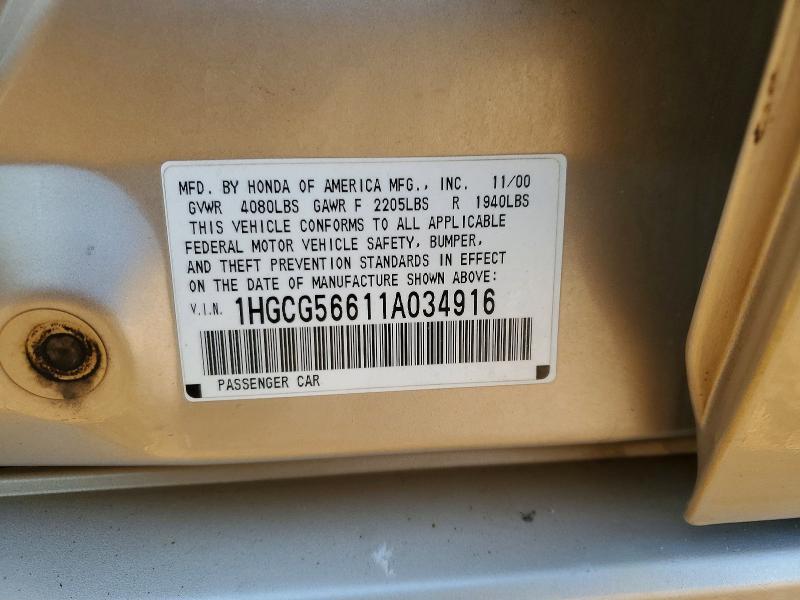 MFD. BY HONDA OF AMERICA MFG., INC. 11/00
GVWR 4080LBS GAWR F 2205LBS R 1940LBS
THIS VEHICLE CONFORMS TO ALL APPLICABLE
FEDERAL MOTOR VEHICLE SAFETY, BUMPER,
AND THEFT PREVENTION STANDARDS IN EFFECT
ON THE DATE OF MANUFACTURE SHOWN ABOVE:
V.I.N. 1HGCG56611A034916
PASSENGER CAR